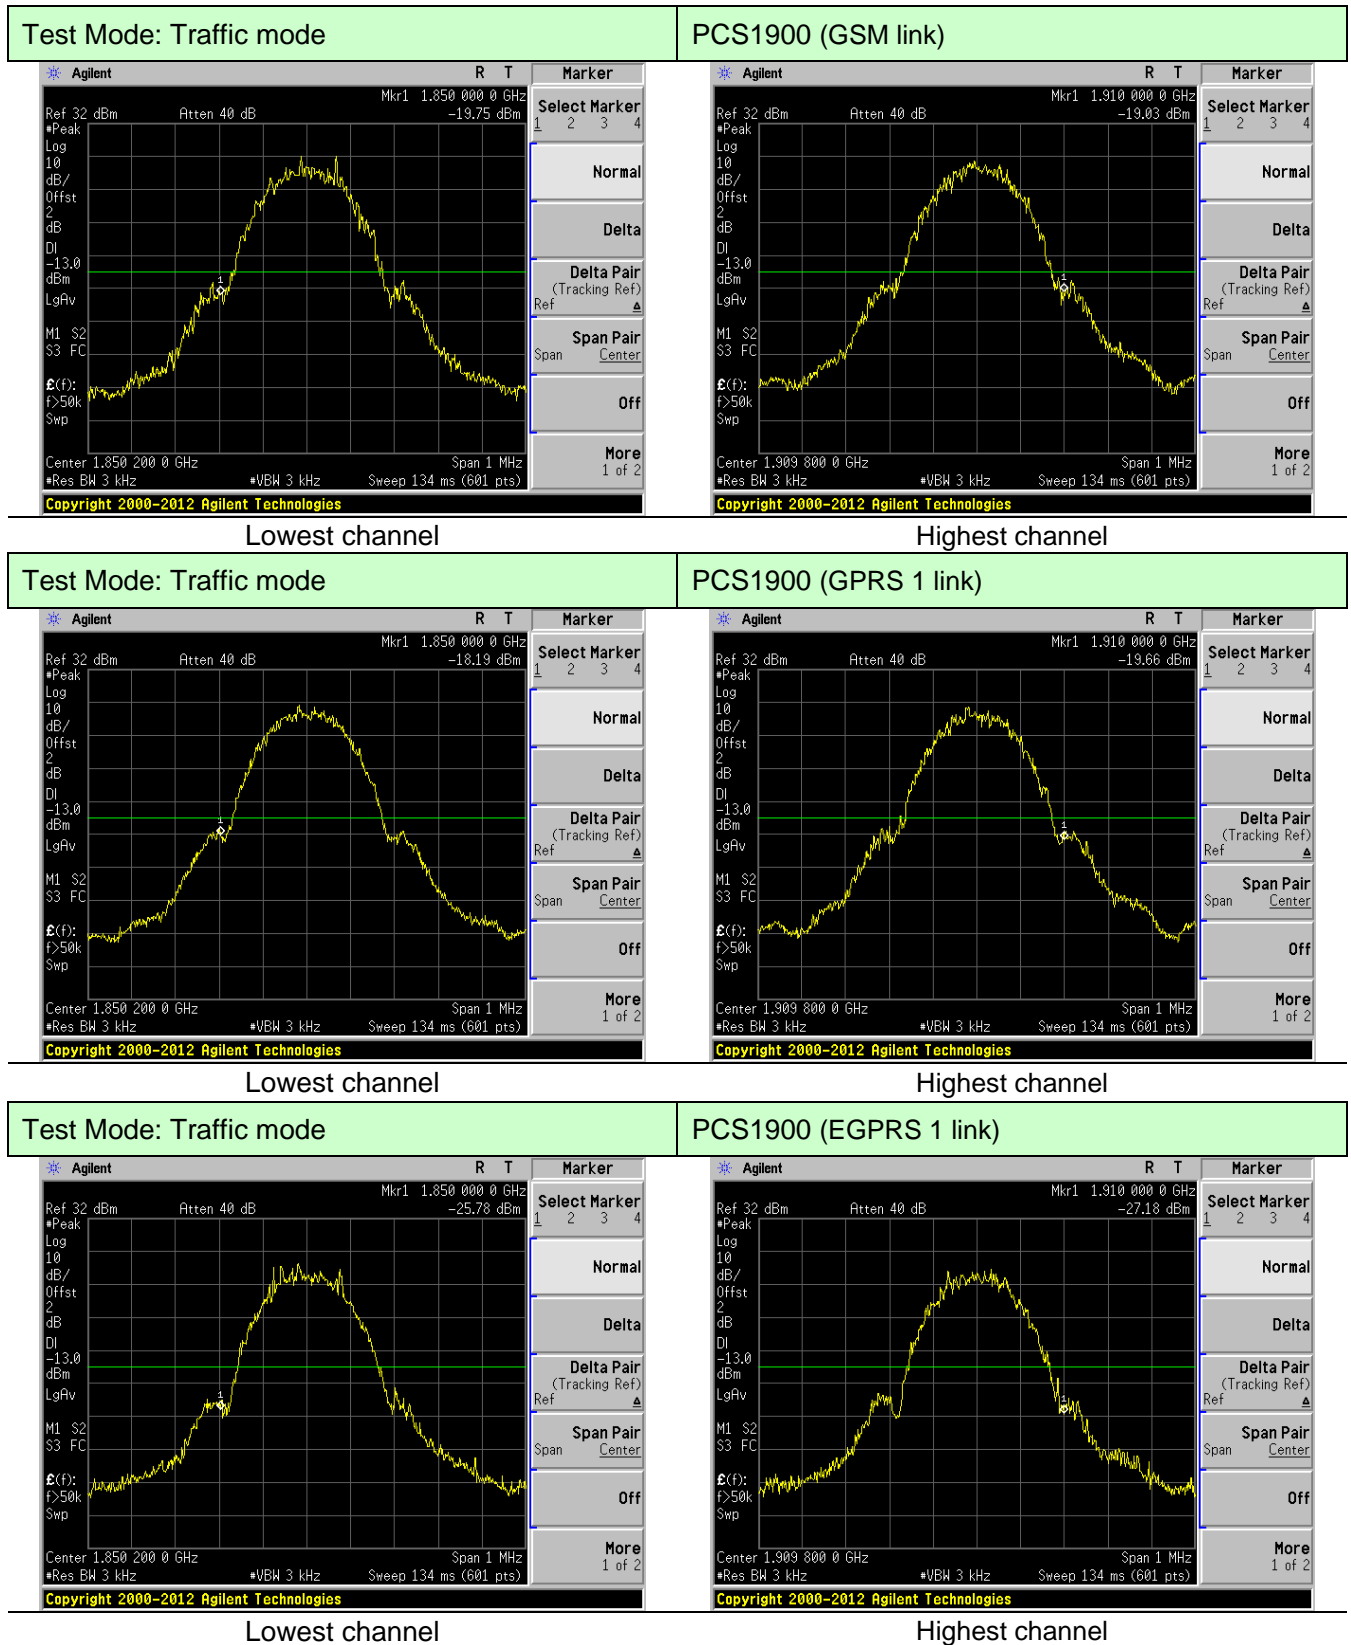 Test Mode: Traffic mode
PCS1900 (GSM link)
Agilent
R T
Marker
Mkr1 1.850 000 0 GHz
Ref 32 dBm
Atten 40 dB
-19.75 dBm
#Peak
Log
10
dB/
Offst
2
dB
DI
-13.0
dBm
LgAv
M1 S2
S3 FC
£(f):
f>50k
Swp
1
Center 1.850 200 0 GHz
Span 1 MHz
#Res BW 3 kHz
#VBW 3 kHz
Sweep 134 ms (601 pts)
Copyright 2000-2012 Agilent Technologies
Select Marker
1 2 3 4
Normal
Delta
Delta Pair
(Tracking Ref)
Ref Δ
Span Pair
Span Center
Off
More
1 of 2
Lowest channel
Agilent
R T
Marker
Mkr1 1.910 000 0 GHz
Ref 32 dBm
Atten 40 dB
-19.03 dBm
#Peak
Log
10
dB/
Offst
2
dB
DI
-13.0
dBm
LgAv
M1 S2
S3 FC
£(f):
f>50k
Swp
1
Center 1.909 800 0 GHz
Span 1 MHz
#Res BW 3 kHz
#VBW 3 kHz
Sweep 134 ms (601 pts)
Copyright 2000-2012 Agilent Technologies
Select Marker
1 2 3 4
Normal
Delta
Delta Pair
(Tracking Ref)
Ref Δ
Span Pair
Span Center
Off
More
1 of 2
Highest channel
Test Mode: Traffic mode
PCS1900 (GPRS 1 link)
Agilent
R T
Marker
Mkr1 1.850 000 0 GHz
Ref 32 dBm
Atten 40 dB
-18.19 dBm
#Peak
Log
10
dB/
Offst
2
dB
DI
-13.0
dBm
LgAv
M1 S2
S3 FC
£(f):
f>50k
Swp
1
Center 1.850 200 0 GHz
Span 1 MHz
#Res BW 3 kHz
#VBW 3 kHz
Sweep 134 ms (601 pts)
Copyright 2000-2012 Agilent Technologies
Select Marker
1 2 3 4
Normal
Delta
Delta Pair
(Tracking Ref)
Ref Δ
Span Pair
Span Center
Off
More
1 of 2
Lowest channel
Agilent
R T
Marker
Mkr1 1.910 000 0 GHz
Ref 32 dBm
Atten 40 dB
-19.66 dBm
#Peak
Log
10
dB/
Offst
2
dB
DI
-13.0
dBm
LgAv
M1 S2
S3 FC
£(f):
f>50k
Swp
1
Center 1.909 800 0 GHz
Span 1 MHz
#Res BW 3 kHz
#VBW 3 kHz
Sweep 134 ms (601 pts)
Copyright 2000-2012 Agilent Technologies
Select Marker
1 2 3 4
Normal
Delta
Delta Pair
(Tracking Ref)
Ref Δ
Span Pair
Span Center
Off
More
1 of 2
Highest channel
Test Mode: Traffic mode
PCS1900 (EGPRS 1 link)
Agilent
R T
Marker
Mkr1 1.850 000 0 GHz
Ref 32 dBm
Atten 40 dB
-25.78 dBm
#Peak
Log
10
dB/
Offst
2
dB
DI
-13.0
dBm
LgAv
M1 S2
S3 FC
£(f):
f>50k
Swp
1
Center 1.850 200 0 GHz
Span 1 MHz
#Res BW 3 kHz
#VBW 3 kHz
Sweep 134 ms (601 pts)
Copyright 2000-2012 Agilent Technologies
Select Marker
1 2 3 4
Normal
Delta
Delta Pair
(Tracking Ref)
Ref Δ
Span Pair
Span Center
Off
More
1 of 2
Lowest channel
Agilent
R T
Marker
Mkr1 1.910 000 0 GHz
Ref 32 dBm
Atten 40 dB
-27.18 dBm
#Peak
Log
10
dB/
Offst
2
dB
DI
-13.0
dBm
LgAv
M1 S2
S3 FC
£(f):
f>50k
Swp
1
Center 1.909 800 0 GHz
Span 1 MHz
#Res BW 3 kHz
#VBW 3 kHz
Sweep 134 ms (601 pts)
Copyright 2000-2012 Agilent Technologies
Select Marker
1 2 3 4
Normal
Delta
Delta Pair
(Tracking Ref)
Ref Δ
Span Pair
Span Center
Off
More
1 of 2
Highest channel